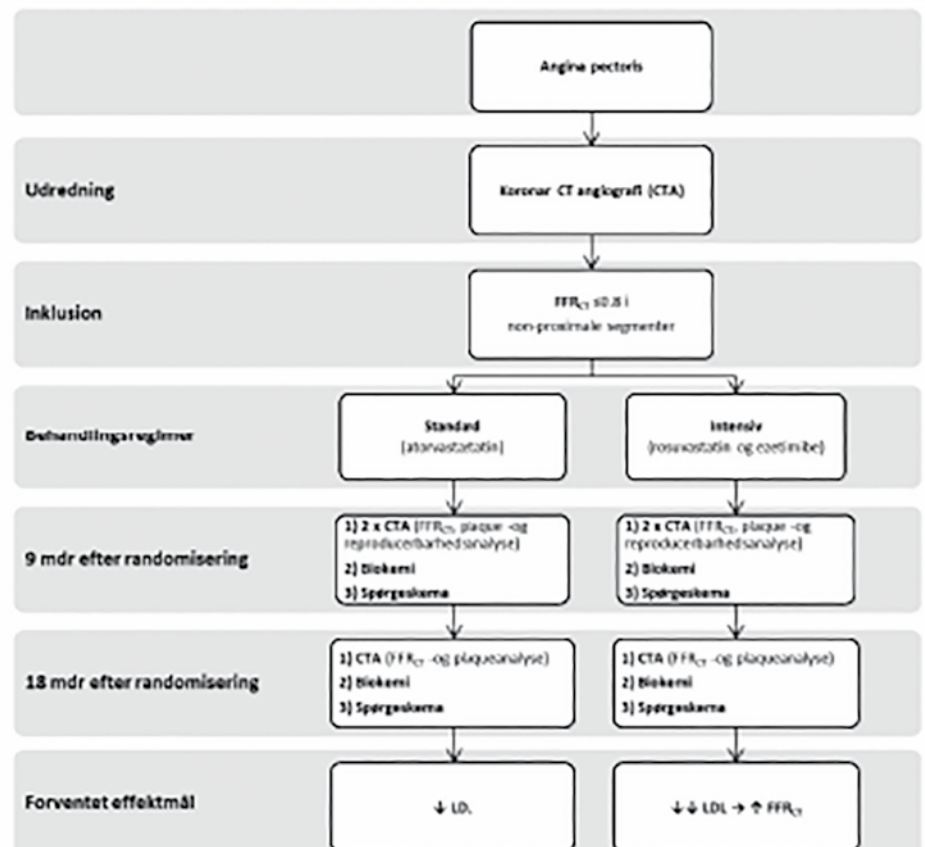 Angina pectoris
Udredning
Koronar CT angiografi (CTA)
Inklusion
FFRCT ≤0.8 i
non-proximale segmenter
Behandlingsregimer
Standard
(atorvastartatin)
Intensiv
(rosuvastatin og ezetimibe)
9 mdr efter randomisering
1) 2 x CTA (FFRCT, plaque -og
reproducerbarhedsanalyse)
2) Biokemi
3) Spørgeskema
1) 2 x CTA (FFRCT, plaque -og
reproducerbarhedsanalyse)
2) Biokemi
3) Spørgeskema
18 mdr efter randomisering
1) CTA (FFRCT -og plaqueanalyse)
2) Biokemi
3) Spørgeskema
1) CTA (FFRCT -og plaqueanalyse)
2) Biokemi
3) Spørgeskema
Forventet effektmål
↓ LDL
↓↓ LDL → ↑ FFRCT